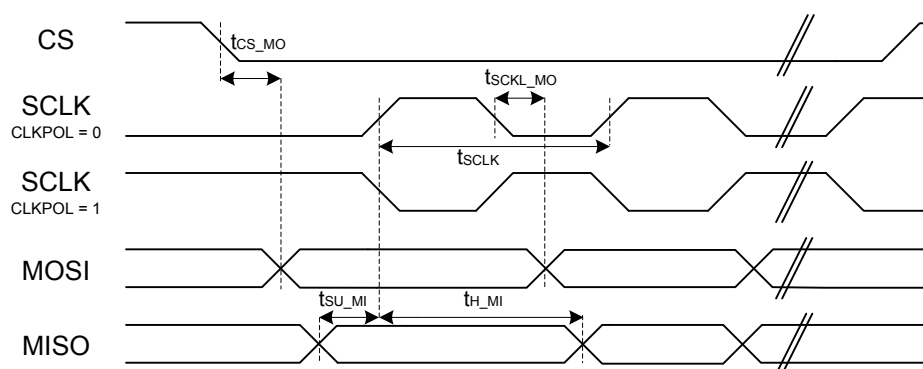 CS
tCS_MO
SCLK
CLKPOL = 0
tSCKL_MO
tSCLK
SCLK
CLKPOL = 1
MOSI
tSU_MI
tH_MI
MISO